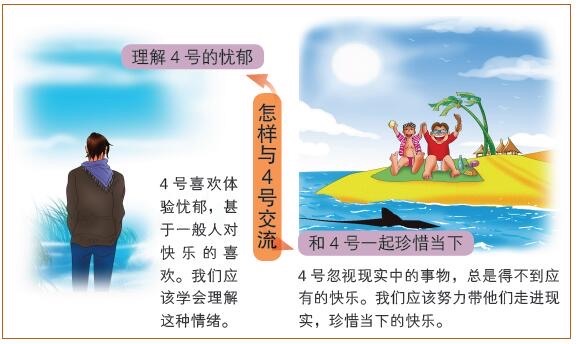 理解4号的忧郁
怎样与4号交流
4号喜欢体
验忧郁，甚
于一般人对
快乐的喜
欢。我们应
该学会理解
这种情绪。
和4号一起珍惜当下
4号忽视现实中的事物，总是得不到应
有的快乐。我们应该努力带他们走进现
实，珍惜当下的快乐。